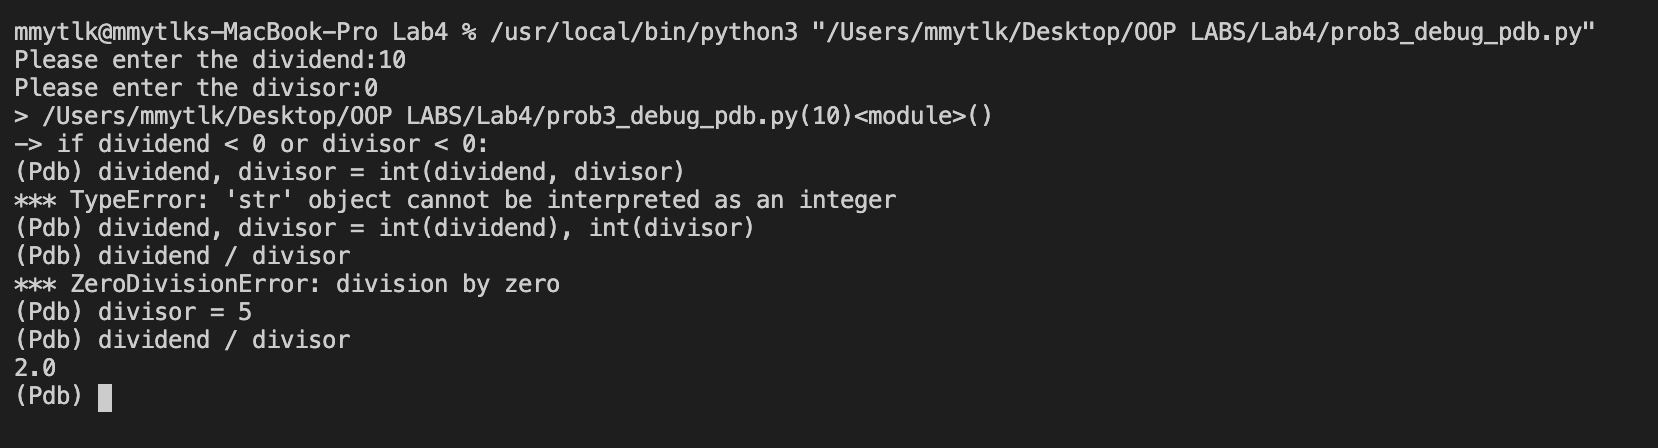 mmytlk@mmytlks-MacBook-Pro Lab4 % /usr/local/bin/python3 "/Users/mmytlk/Desktop/OOP LABS/Lab4/prob3_debug_pdb.py"
Please enter the dividend:10
Please enter the divisor:0
> /Users/mmytlk/Desktop/OOP LABS/Lab4/prob3_debug_pdb.py(10)<module>()
-> if dividend < 0 or divisor < 0:
(Pdb) dividend, divisor = int(dividend, divisor)
*** TypeError: 'str' object cannot be interpreted as an integer
(Pdb) dividend, divisor = int(dividend), int(divisor)
(Pdb) dividend / divisor
*** ZeroDivisionError: division by zero
(Pdb) divisor = 5
(Pdb) dividend / divisor
2.0
(Pdb)